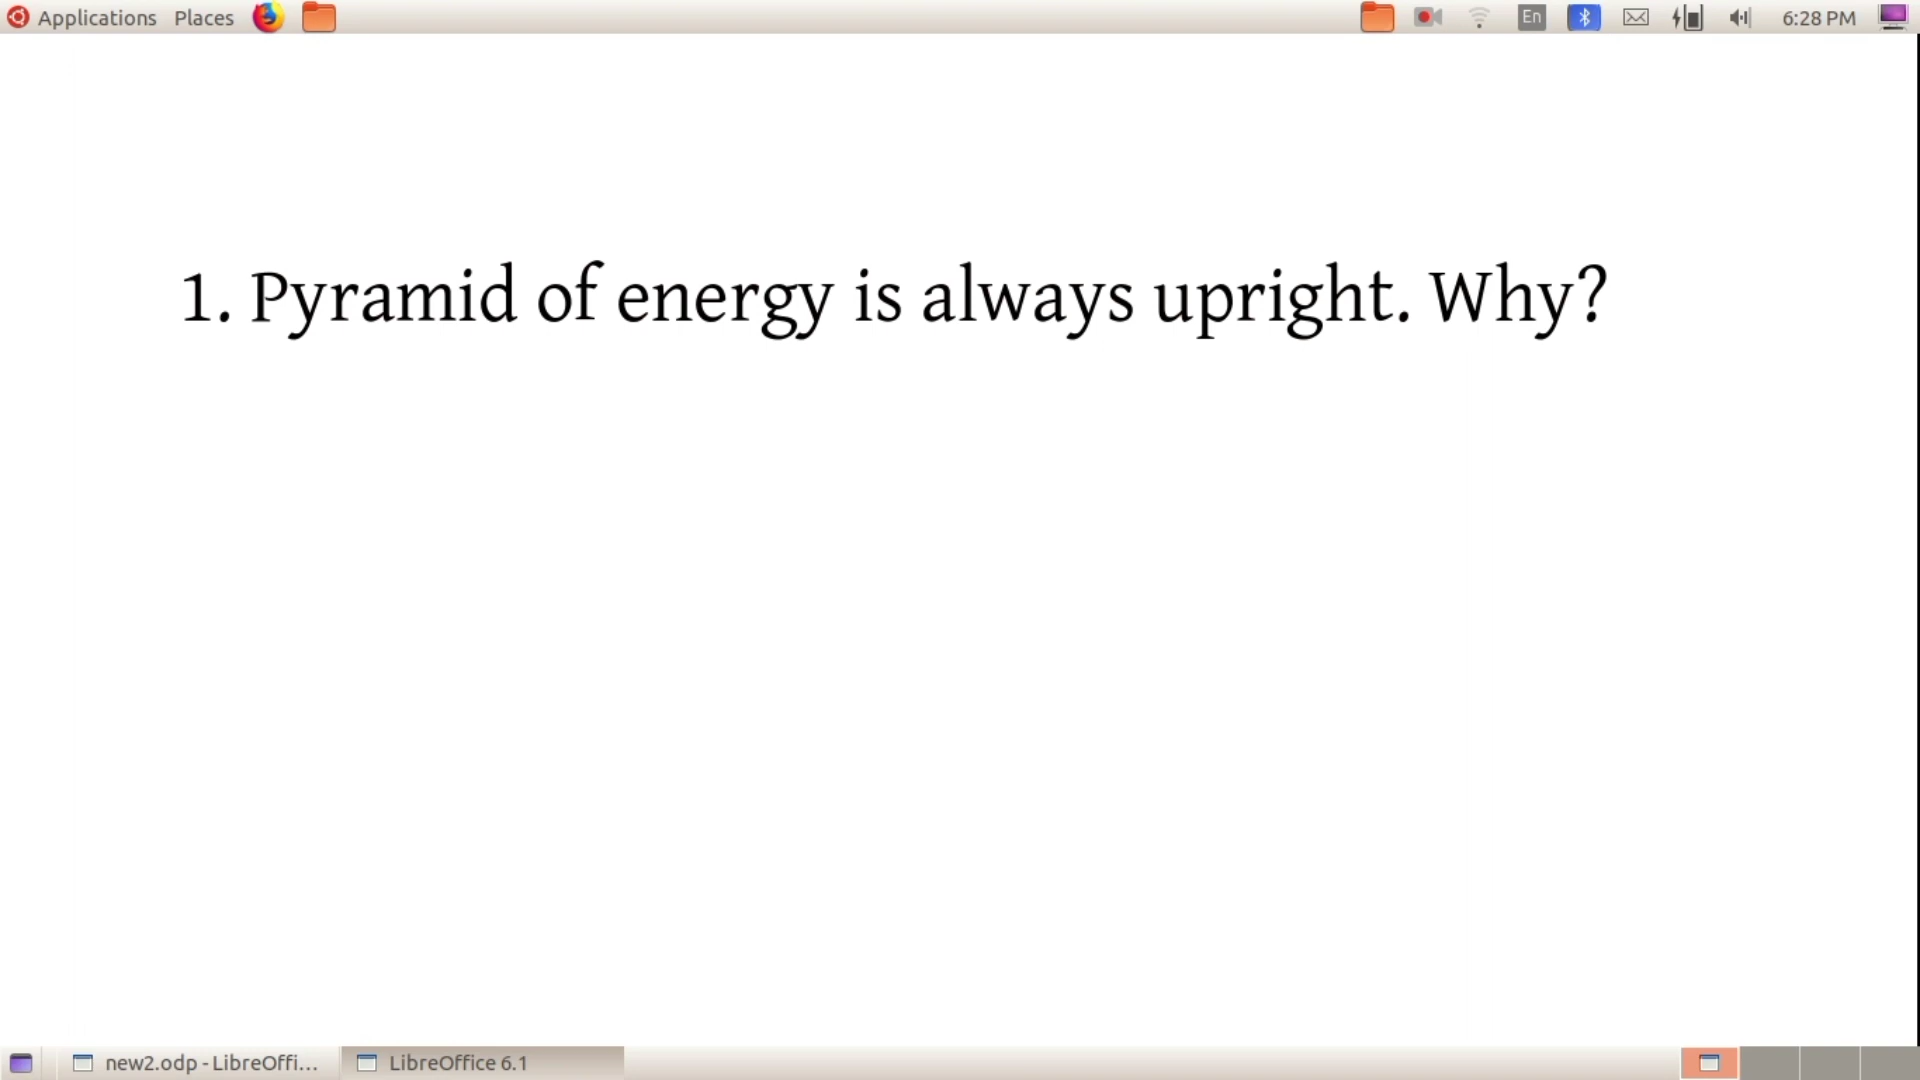 Applications Places En 6:28 PM
1. Pyramid of energy is always upright. Why?
new2.odp - LibreOffi... LibreOffice 6.1